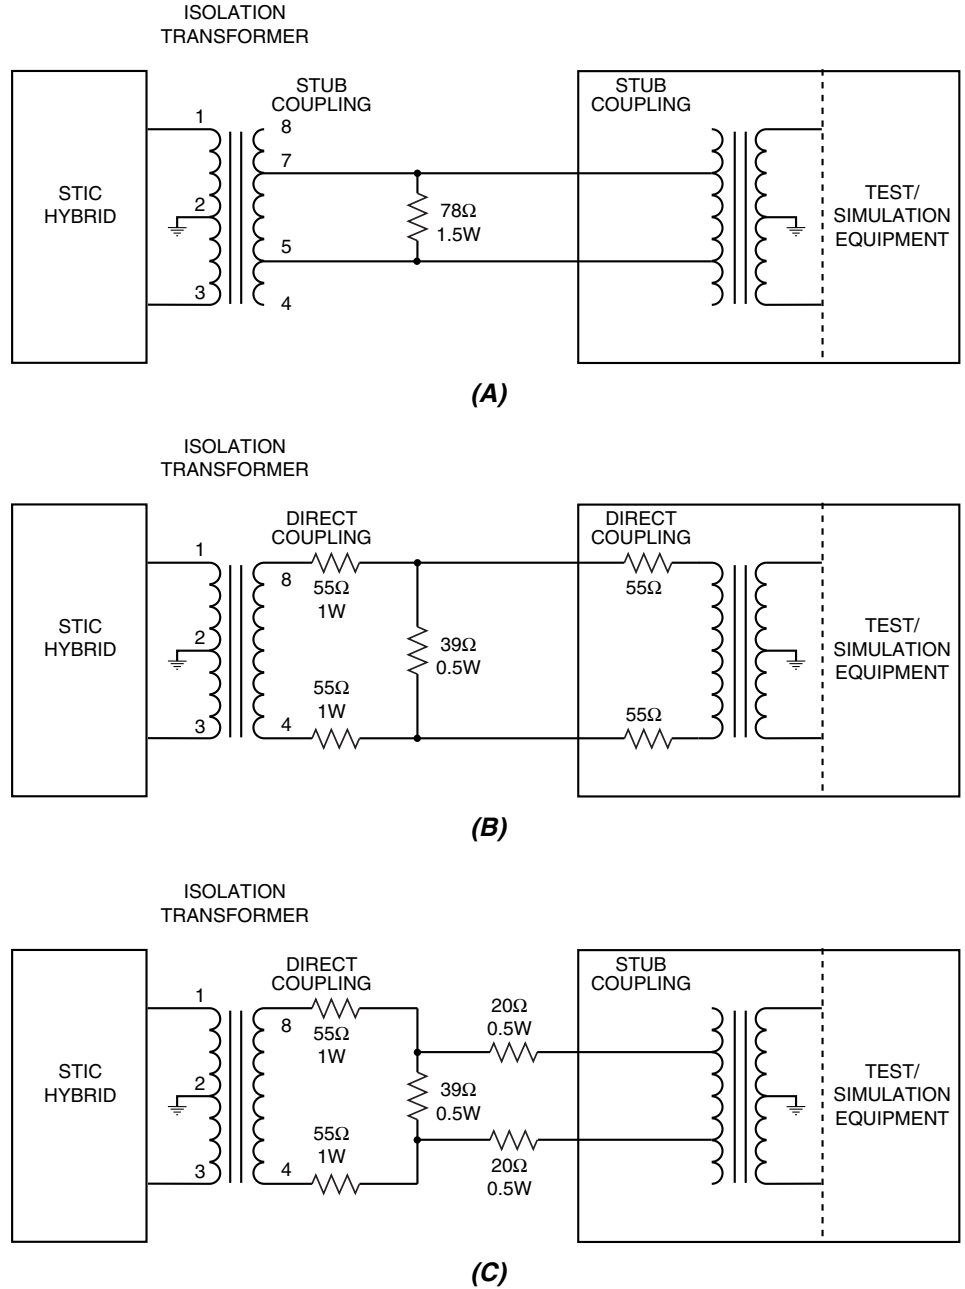 ISOLATION
TRANSFORMER
STUB
COUPLING
STUB
COUPLING
1
8
7
STIC
HYBRID
2
78Ω
1.5W
TEST/
SIMULATION
EQUIPMENT
5
3
4
(A)
ISOLATION
TRANSFORMER
DIRECT
COUPLING
DIRECT
COUPLING
1
8
55Ω
1W
55Ω
STIC
HYBRID
2
39Ω
0.5W
TEST/
SIMULATION
EQUIPMENT
55Ω
1W
55Ω
3
4
(B)
ISOLATION
TRANSFORMER
DIRECT
COUPLING
STUB
COUPLING
1
8
55Ω
1W
20Ω
0.5W
STIC
HYBRID
2
39Ω
0.5W
TEST/
SIMULATION
EQUIPMENT
55Ω
1W
3
4
20Ω
0.5W
(C)